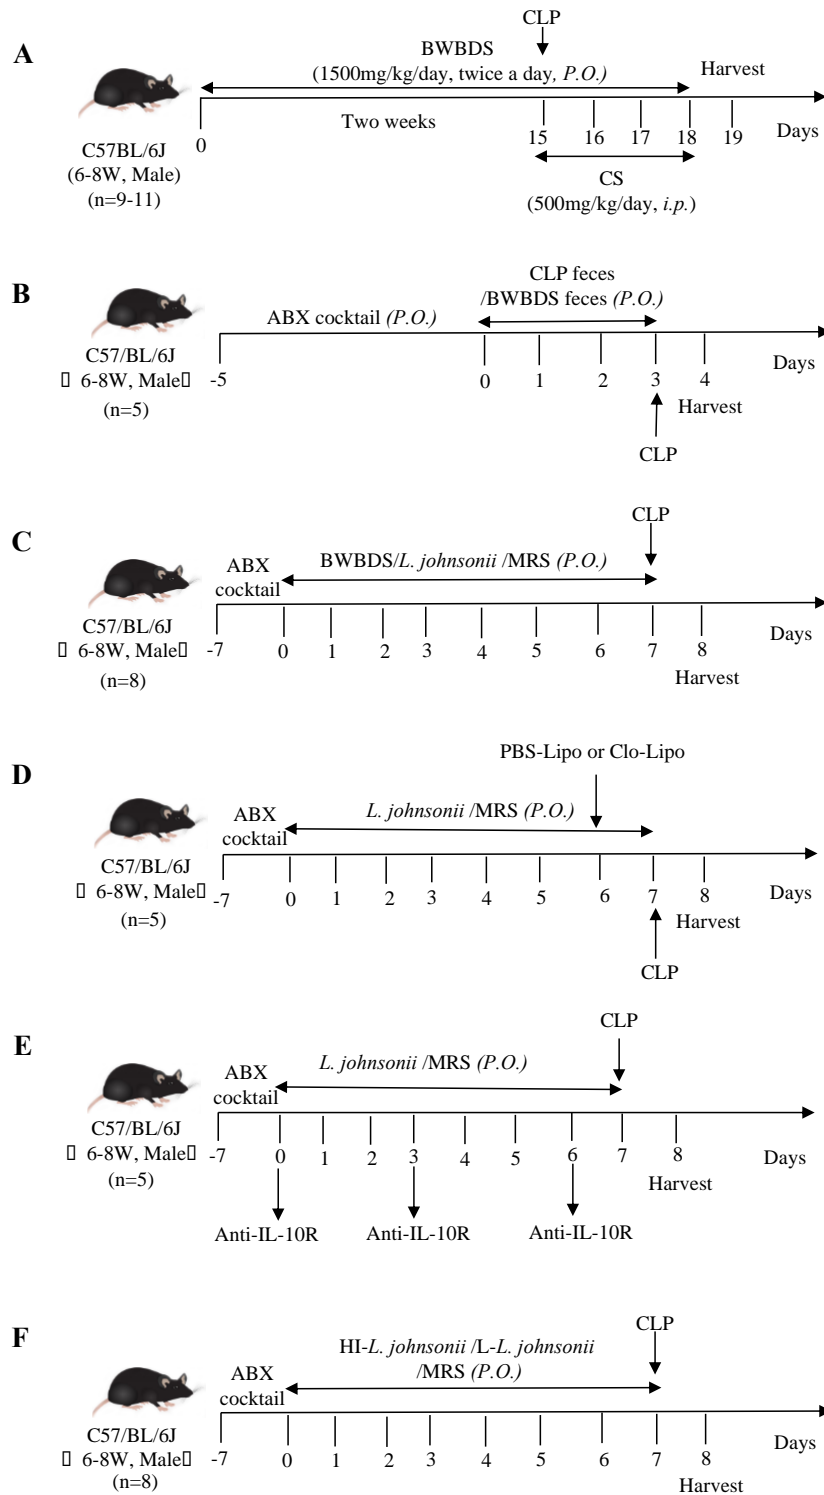 A
CLP
BWBDS
(1500mg/kg/day, twice a day, P.O.)
Harvest
Two weeks
0
15 16 17 18 19
Days
C57BL/6J
(6-8W, Male)
(n=9-11)
CS
(500mg/kg/day, i.p.)
B
CLP feces
/BWBDS feces (P.O.)
ABX cocktail (P.O.)
Days
C57/BL/6J
▯ 6-8W, Male▯
(n=5)
-5 0 1 2 3 4
Harvest
CLP
C
CLP
ABX
cocktail
BWBDS/L. johnsonii /MRS (P.O.)
C57/BL/6J
▯ 6-8W, Male▯
(n=8)
-7 0 1 2 3 4 5 6 7 8
Days
Harvest
D
PBS-Lipo or Clo-Lipo
ABX
cocktail
L. johnsonii /MRS (P.O.)
C57/BL/6J
▯ 6-8W, Male▯
(n=5)
-7 0 1 2 3 4 5 6 7 8
Days
Harvest
CLP
E
CLP
ABX
cocktail
L. johnsonii /MRS (P.O.)
C57/BL/6J
▯ 6-8W, Male▯
(n=5)
-7 0 1 2 3 4 5 6 7 8
Days
Harvest
Anti-IL-10R Anti-IL-10R Anti-IL-10R
F
CLP
HI-L. johnsonii /L-L. johnsonii
/MRS (P.O.)
ABX
cocktail
C57/BL/6J
▯ 6-8W, Male▯
(n=8)
-7 0 1 2 3 4 5 6 7 8
Days
Harvest